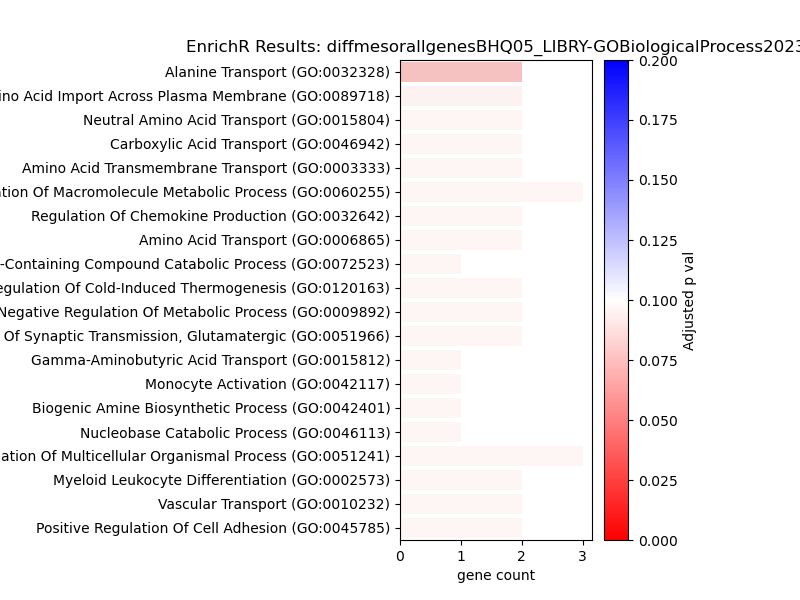 EnrichR Results: diffmesorallgenesBHQ05_LIBRY-GOBiologicalProcess2023
Alanine Transport (GO:0032328)
Acid Import Across Plasma Membrane (GO:0089718)
Neutral Amino Acid Transport (GO:0015804)
Carboxylic Acid Transport (GO:0046942)
Amino Acid Transmembrane Transport (GO:0003333)
Of Macromolecule Metabolic Process (GO:0060255)
Regulation Of Chemokine Production (GO:0032642)
Amino Acid Transport (GO:0006865)
-Containing Compound Catabolic Process (GO:0072523)
Of Cold-Induced Thermogenesis (GO:0120163)
Negative Regulation Of Metabolic Process (GO:0009892)
Of Synaptic Transmission, Glutamatergic (GO:0051966)
Gamma-Aminobutyric Acid Transport (GO:0015812)
Monocyte Activation (GO:0042117)
Biogenic Amine Biosynthetic Process (GO:0042401)
Nucleobase Catabolic Process (GO:0046113)
Of Multicellular Organismal Process (GO:0051241)
Myeloid Leukocyte Differentiation (GO:0002573)
Vascular Transport (GO:0010232)
Positive Regulation Of Cell Adhesion (GO:0045785)
0 1 2 3
gene count
0.200
0.175
0.150
0.125
0.100
0.075
0.050
0.025
0.000
Adjusted p val